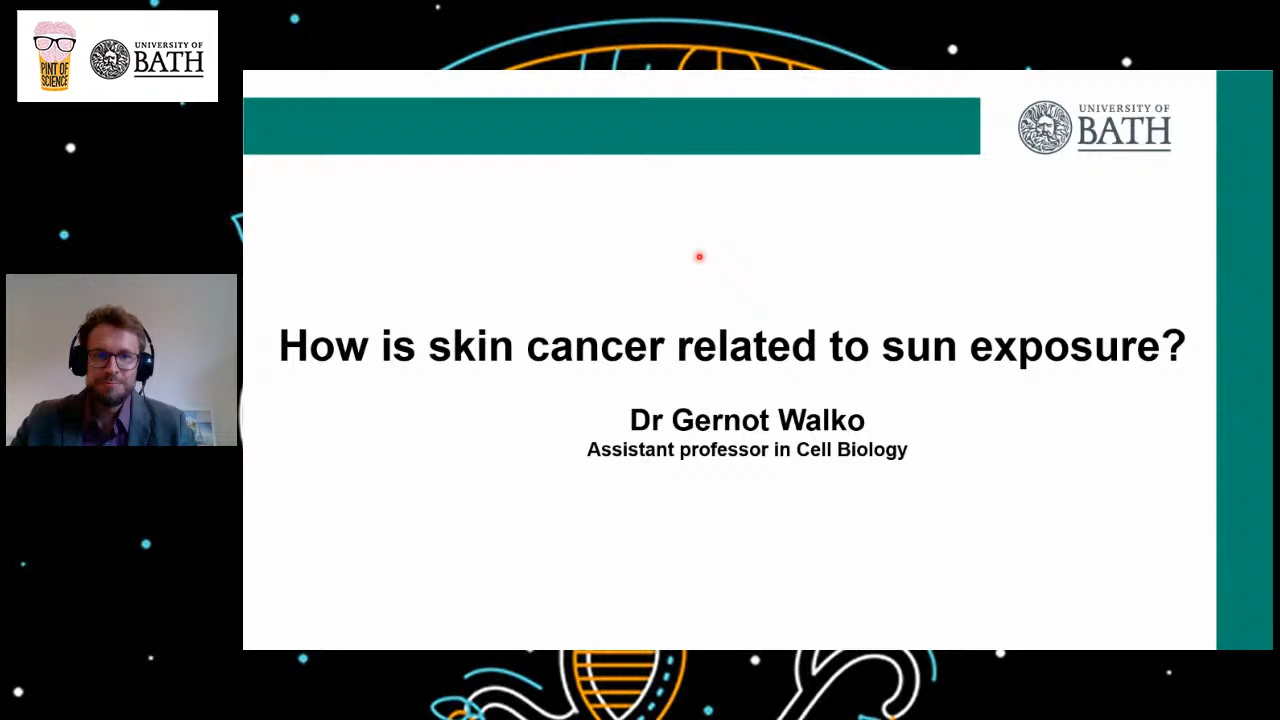 PINT OF
SCIENCE
UNIVERSITY OF
BATH
UNIVERSITY OF
BATH
How is skin cancer related to sun exposure?
Dr Gernot Walko
Assistant professor in Cell Biology